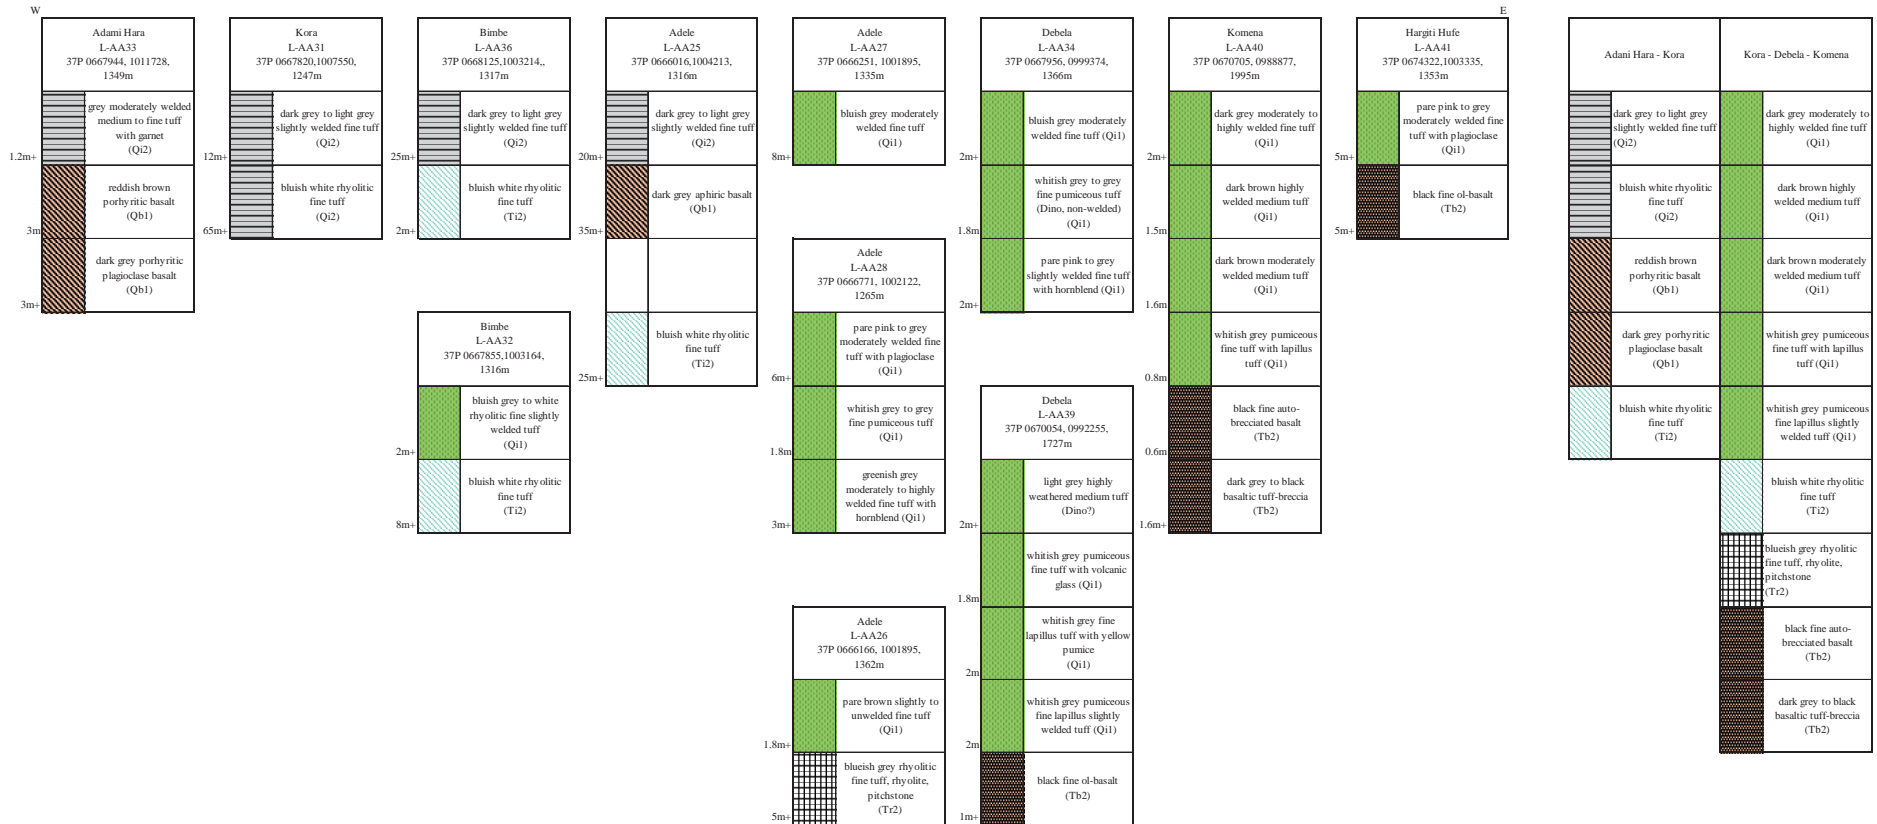 W
Adami Hara
L-AA33
37P 0667944, 1011728,
1349m
grey moderately welded
medium to fine tuff
with garnet
(Qi2)
1.2m+
reddish brown
porhyritic basalt
(Qb1)
3m
dark grey porhyritic
plagioclase basalt
(Qb1)
3m+
Kora
L-AA31
37P 0667820,1007550,
1247m
dark grey to light grey
slightly welded fine tuff
(Qi2)
12m+
bluish white rhyolitic
fine tuff
(Qi2)
65m+
Bimbe
L-AA36
37P 0668125,1003214,,
1317m
dark grey to light grey
slightly welded fine tuff
(Qi2)
25m+
bluish white rhyolitic
fine tuff
(Ti2)
2m+
Bimbe
L-AA32
37P 0667855,1003164,
1316m
bluish grey to white
rhyolitic fine slightly
welded tuff
(Qi1)
2m+
bluish white rhyolitic
fine tuff
(Ti2)
8m+
Adele
L-AA25
37P 0666016,1004213,
1316m
dark grey to light grey
slightly welded fine tuff
(Qi2)
20m+
dark grey aphiric basalt
(Qb1)
35m+
bluish white rhyolitic
fine tuff
(Ti2)
25m+
Adele
L-AA27
37P 0666251, 1001895,
1335m
bluish grey moderately
welded fine tuff
(Qi1)
8m+
Adele
L-AA28
37P 0666771, 1002122,
1265m
pare pink to grey
moderately welded fine
tuff with plagioclase
(Qi1)
6m+
whitish grey to grey
fine pumiceous tuff
(Qi1)
1.8m
greenish grey
moderately to highly
welded fine tuff with
hornblend (Qi1)
3m+
Adele
L-AA26
37P 0666166, 1001895,
1362m
pare brown slightly to
unwelded fine tuff
(Qi1)
1.8m+
blueish grey rhyolitic
fine tuff, rhyolite,
pitchstone
(Tr2)
5m+
Debela
L-AA34
37P 0667956, 0999374,
1366m
bluish grey moderately
welded fine tuff (Qi1)
2m+
whitish grey to grey
fine pumiceous tuff
(Dino, non-welded)
(Qi1)
1.8m
pare pink to grey
slightly welded fine tuff
with hornblend (Qi1)
2m+
Debela
L-AA39
37P 0670054, 0992255,
1727m
light grey highly
weathered medium tuff
(Dino?)
2m+
whitish grey pumiceous
fine tuff with volcanic
glass (Qi1)
1.8m
whitish grey fine
lapillus tuff with yellow
pumice
(Qi1)
2m
whitish grey pumiceous
fine lapillus slightly
welded tuff (Qi1)
2m
black fine ol-basalt
(Tb2)
1m+
Komena
L-AA40
37P 0670705, 0988877,
1995m
dark grey moderately to
highly welded fine tuff
(Qi1)
2m+
dark brown highly
welded medium tuff
(Qi1)
1.5m
dark brown moderately
welded medium tuff
(Qi1)
1.6m
whitish grey pumiceous
fine tuff with lapillus
tuff (Qi1)
0.8m
black fine auto-
brecciated basalt
(Tb2)
0.6m
dark grey to black
basaltic tuff-breccia
(Tb2)
1.6m+
E
Hargiti Hufe
L-AA41
37P 0674322,1003335,
1353m
pare pink to grey
moderately welded fine
tuff with plagioclase
(Qi1)
5m+
black fine ol-basalt
(Tb2)
5m+
Adani Hara - Kora
dark grey to light grey
slightly welded fine tuff
(Qi2)
bluish white rhyolitic
fine tuff
(Qi2)
reddish brown
porhyritic basalt
(Qb1)
dark grey porhyritic
plagioclase basalt
(Qb1)
bluish white rhyolitic
fine tuff
(Ti2)
Kora - Debela - Komena
dark grey moderately to
highly welded fine tuff
(Qi1)
dark brown highly
welded medium tuff
(Qi1)
dark brown moderately
welded medium tuff
(Qi1)
whitish grey pumiceous
fine tuff with lapillus
tuff (Qi1)
whitish grey pumiceous
fine lapillus slightly
welded tuff (Qi1)
bluish white rhyolitic
fine tuff
(Ti2)
blueish grey rhyolitic
fine tuff, rhyolite,
pitchstone
(Tr2)
black fine auto-
brecciated basalt
(Tb2)
dark grey to black
basaltic tuff-breccia
(Tb2)